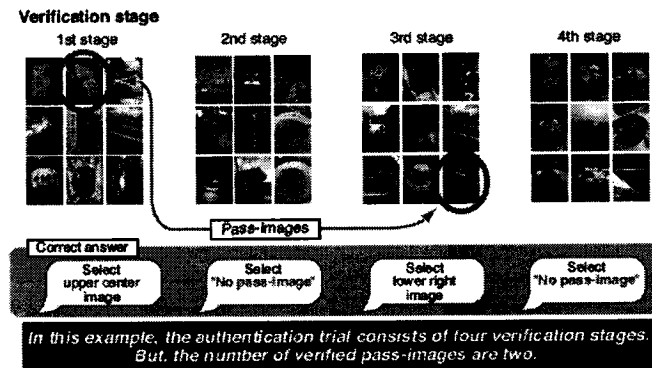 Verification stage
1st stage
2nd stage
3rd stage
4th stage
Pass-images
Correct answer
Select
upper center
image
Select
"No pass-image"
Select
lower right
image
Select
"No pass-image"
In this example, the authentication trial consists of four verification stages.
But, the number of verified pass-images are two.